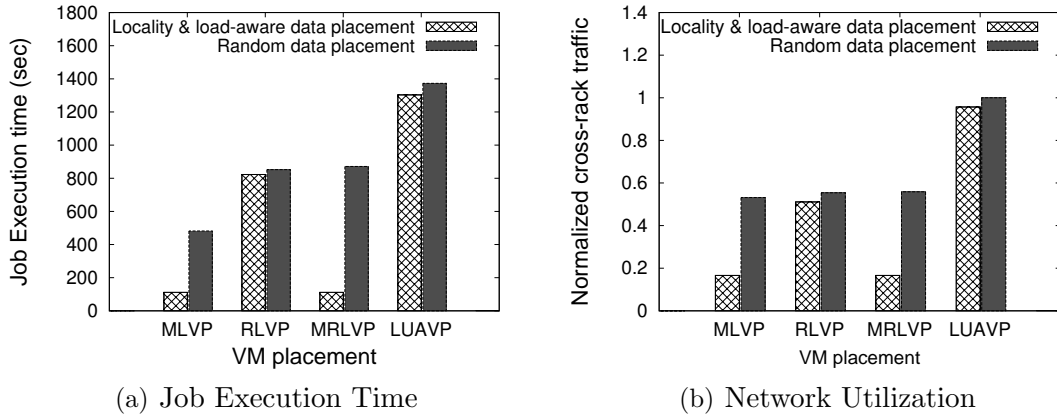 Job Execution time (sec)
1800
1600
1400
1200
1000
800
600
400
200
0
Locality & load-aware data placement
Random data placement
MLVP RLVP MRLVP LUAVP
VM placement
(a) Job Execution Time
Normalized cross-rack traffic
1.4
1.2
1
0.8
0.6
0.4
0.2
0
Locality & load-aware data placement
Random data placement
MLVP RLVP MRLVP LUAVP
VM placement
(b) Network Utilization